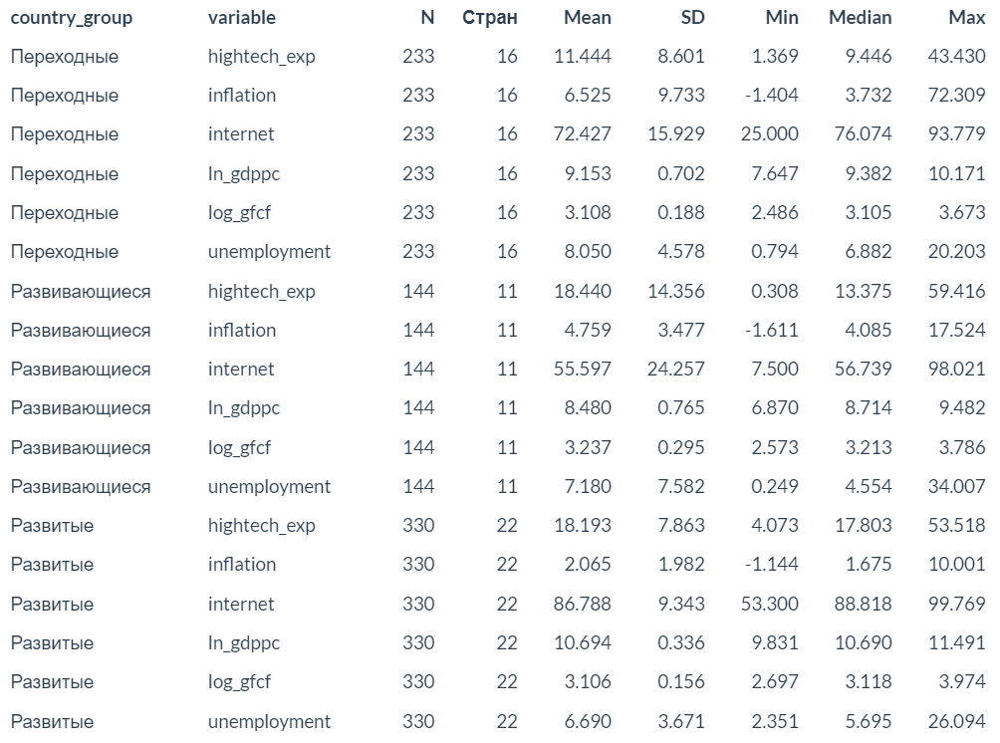 country_group variable N Стран Mean SD Min Median Max
Переходные hightech_exp 233 16 11.444 8.601 1.369 9.446 43.430
Переходные inflation 233 16 6.525 9.733 -1.404 3.732 72.309
Переходные internet 233 16 72.427 15.929 25.000 76.074 93.779
Переходные ln_gdppc 233 16 9.153 0.702 7.647 9.382 10.171
Переходные log_gfcf 233 16 3.108 0.188 2.486 3.105 3.673
Переходные unemployment 233 16 8.050 4.578 0.794 6.882 20.203
Развивающиеся hightech_exp 144 11 18.440 14.356 0.308 13.375 59.416
Развивающиеся inflation 144 11 4.759 3.477 -1.611 4.085 17.524
Развивающиеся internet 144 11 55.597 24.257 7.500 56.739 98.021
Развивающиеся ln_gdppc 144 11 8.480 0.765 6.870 8.714 9.482
Развивающиеся log_gfcf 144 11 3.237 0.295 2.573 3.213 3.786
Развивающиеся unemployment 144 11 7.180 7.582 0.249 4.554 34.007
Развитые hightech_exp 330 22 18.193 7.863 4.073 17.803 53.518
Развитые inflation 330 22 2.065 1.982 -1.144 1.675 10.001
Развитые internet 330 22 86.788 9.343 53.300 88.818 99.769
Развитые ln_gdppc 330 22 10.694 0.336 9.831 10.690 11.491
Развитые log_gfcf 330 22 3.106 0.156 2.697 3.118 3.974
Развитые unemployment 330 22 6.690 3.671 2.351 5.695 26.094